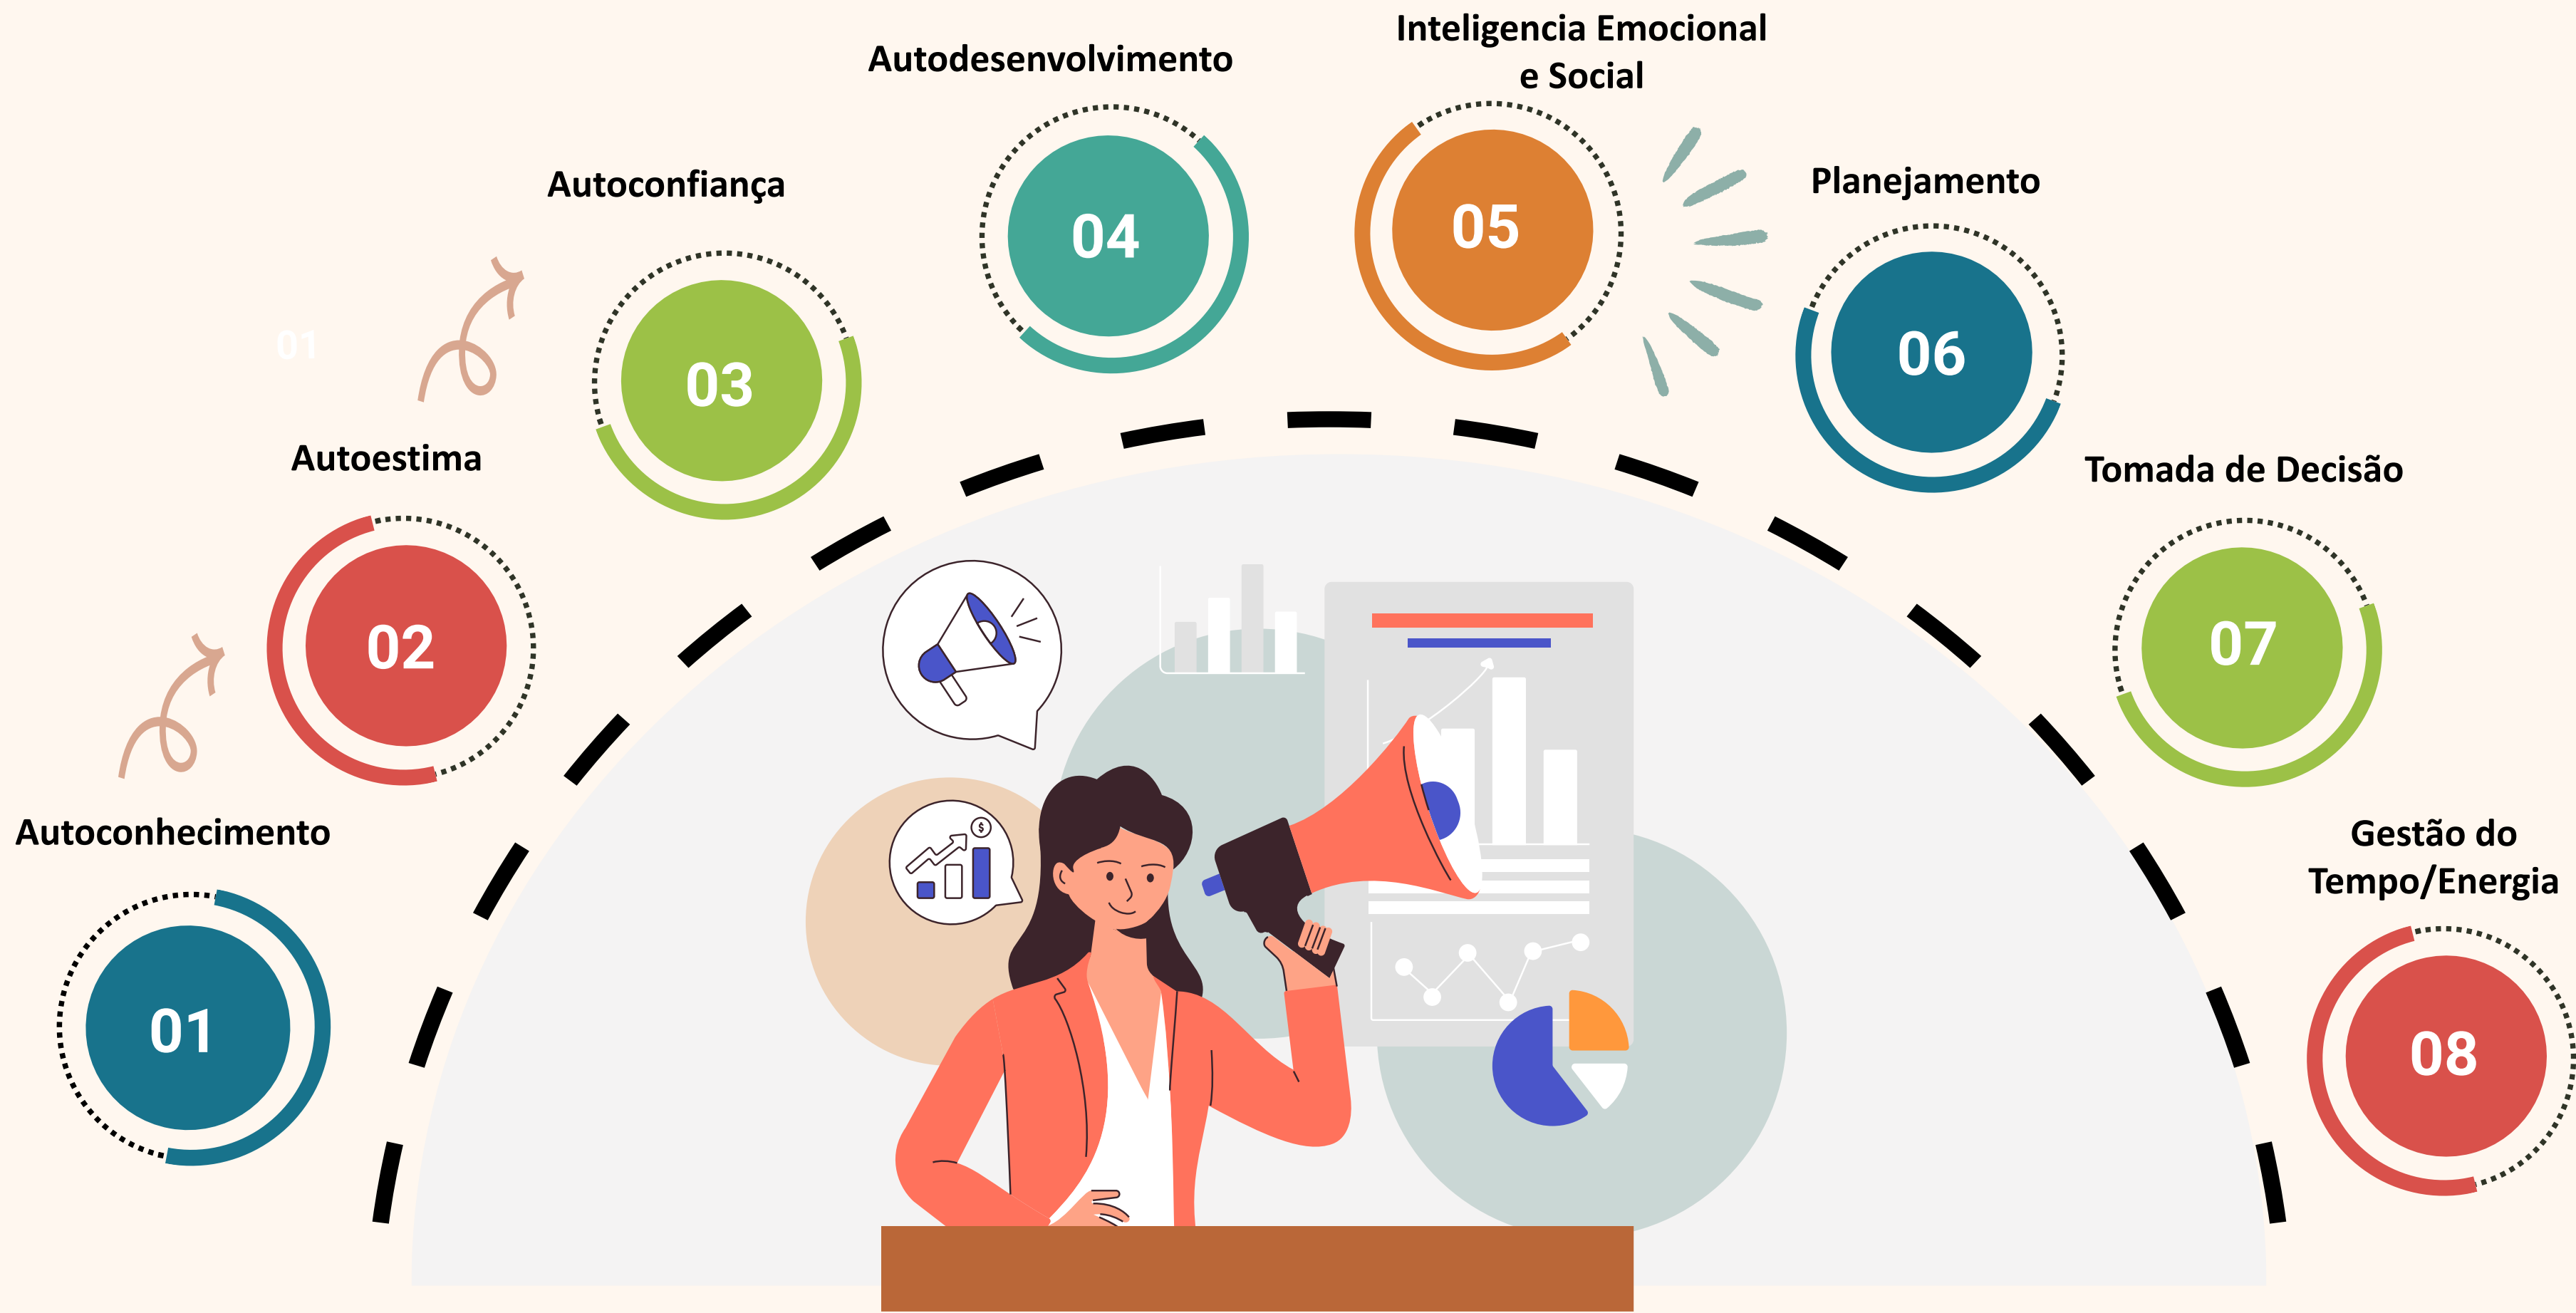 Autoconhecimento
01
Autoestima
02
01
Autoconfiança
03
Autodesenvolvimento
04
Inteligencia Emocional
e Social
05
Planejamento
06
Tomada de Decisão
07
Gestão do
Tempo/Energia
08
$